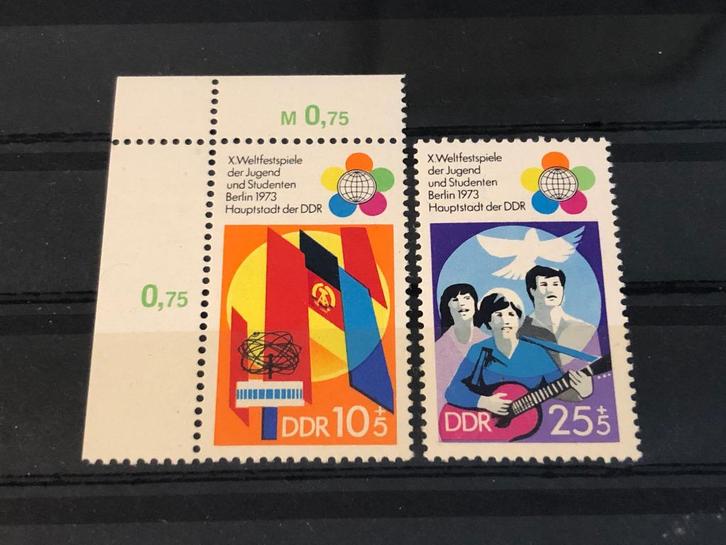 M 0,75
0,75
X.Weltfestspiele
der Jugend
und Studenten
Berlin 1973
Hauptstadt der DDR
DDR 10+5
X.Weltfestspiele
der Jugend
und Studenten
Berlin 1973
Hauptstadt der DDR
DDR 25+5